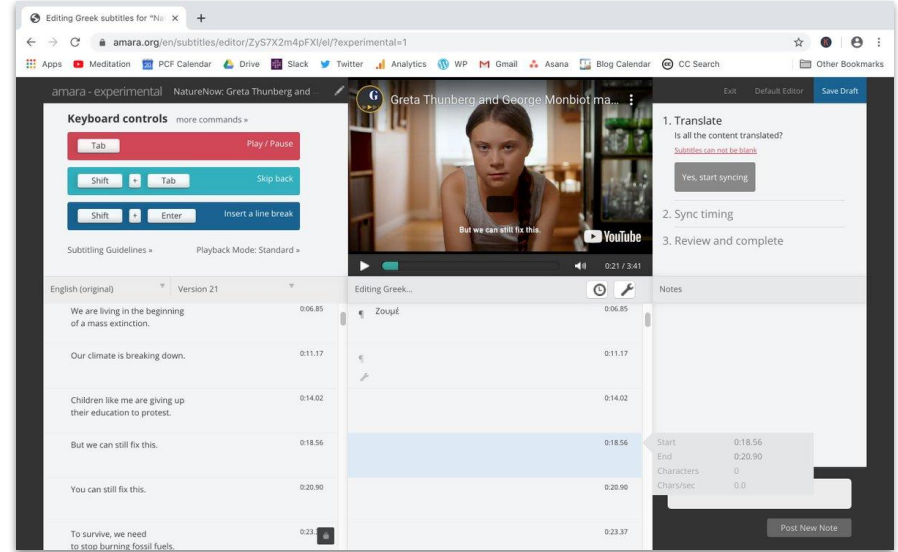 Editing Greek subtitles for "Na
amara.org/en/subtitles/editor/ZyS7X2m4pFXl/el/?experimental=1
Apps Meditation PCF Calendar Drive Slack Twitter Analytics WP Gmail Asana Blog Calendar CC Search Other Bookmarks
amara - experimental NatureNow: Greta Thunberg and
Keyboard controls more commands »
Tab Play / Pause
Shift + Tab Skip back
Shift + Enter Insert a line break
Subtitling Guidelines » Playback Mode: Standard »
Greta Thunberg and George Monbiot ma...
But we can still fix this.
YouTube
0:21 / 3:41
Exit Default Editor Save Draft
1. Translate
Is all the content translated?
Subtitles can not be blank
Yes, start syncing
2. Sync timing
3. Review and complete
English (original) Version 21
We are living in the beginning 0:06.85
of a mass extinction.
Our climate is breaking down. 0:11.17
Children like me are giving up 0:14.02
their education to protest.
But we can still fix this. 0:18.56
You can still fix this. 0:20.90
To survive, we need 0:23.
to stop burning fossil fuels.
Editing Greek...
¶ Ζουμέ 0:06.85
¶ 0:11.17
0:14.02
0:18.56
0:20.90
0:23.37
Notes
Start 0:18.56
End 0:20.90
Characters 0
Chars/sec 0.0
Post New Note